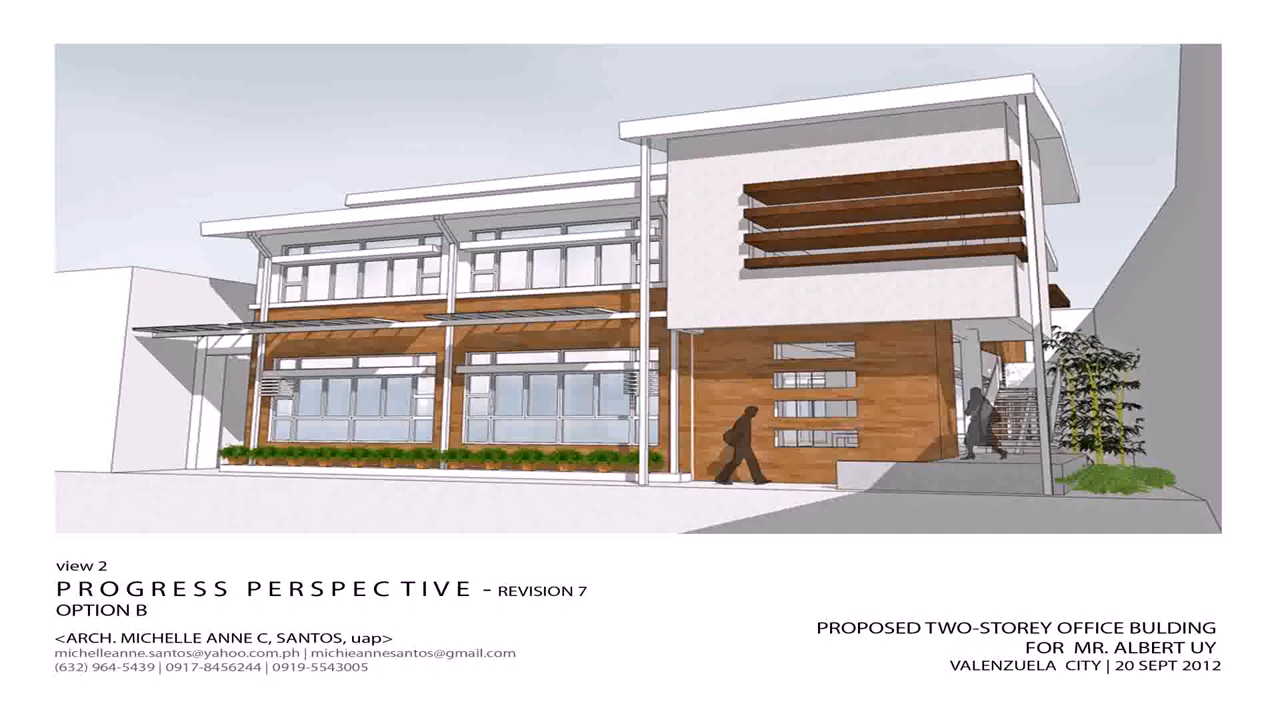 view 2
PROGRESS PERSPECTIVE - REVISION 7
OPTION B
<ARCH. MICHELLE ANNE C, SANTOS, uap>
michelleanne.santos@yahoo.com.ph | michieannesantos@gmail.com
(632) 964-5439 | 0917-8456244 | 0919-5543005
PROPOSED TWO-STOREY OFFICE BULDING
FOR MR. ALBERT UY
VALENZUELA CITY | 20 SEPT 2012